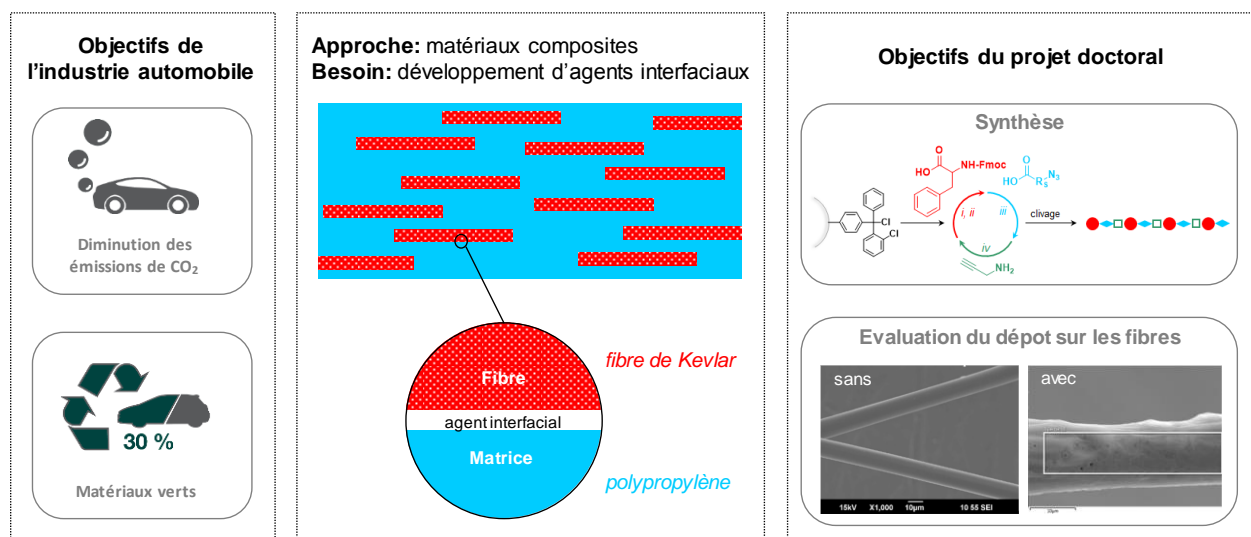 Objectifs de
l'industrie automobile
Diminution des
émissions de CO₂
30 %
Matériaux verts
Approche: matériaux composites
Besoin: développement d'agents interfaciaux
Fibre
agent interfacial
Matrice
fibre de Kevlar
polypropylène
Objectifs du projet doctoral
Synthèse
O
HO
NH-Fmoc
O
HO
R₅
N₃
Cl
Cl
i, ii
iii
iv
NH₂
clivage
Evaluation du dépot sur les fibres
sans
15kV X1,000 10µm 10 55 SEI
avec
10µm